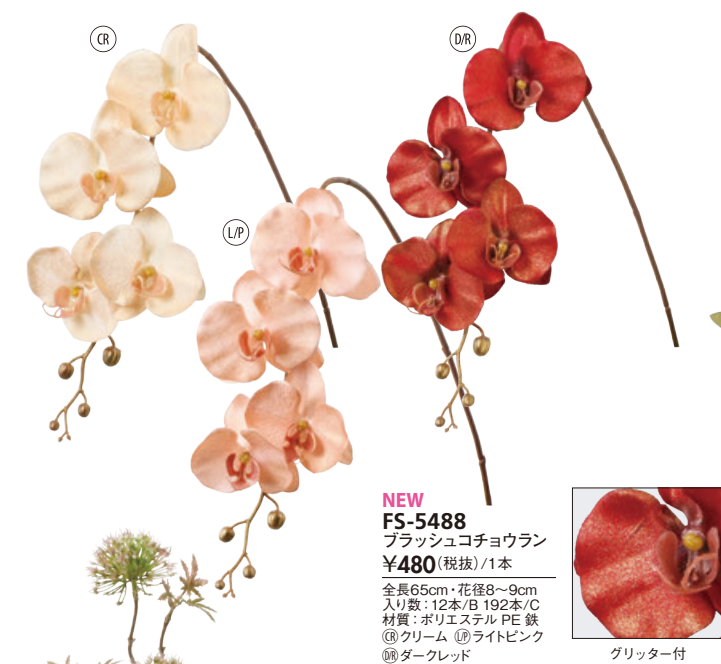 CR
D/R
L/P
NEW
FS-5488
ブラッシュコチョウラン
¥480(税抜)/1本
全長65cm・花径8〜9cm
入り数：12本/B 192本/C
材質：ポリエステル PE 鉄
CR クリーム L/P ライトピンク
D/R ダークレッド
グリッター付